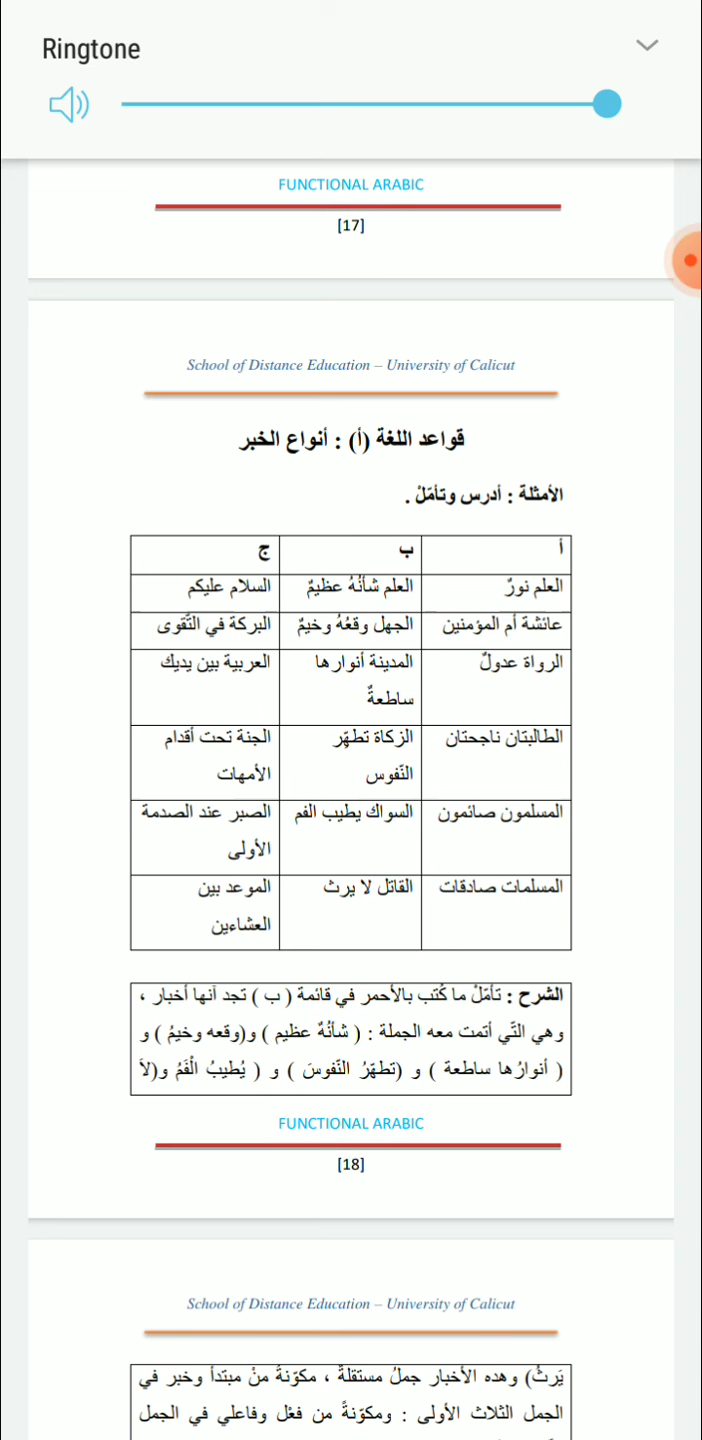 Ringtone
FUNCTIONAL ARABIC
[17]
School of Distance Education – University of Calicut
قواعد اللغة (أ) : أنواع الخبر
الأمثلة : أدرس وتأمّلْ .
أ ب ج
العلم نورٌ العلم شأنُهُ عظيمٌ السلام عليكم
عائشة أم المؤمنين الجهل وقعُهُ وخيمٌ البركة في التَّقوى
الرواة عدولٌ المدينة أنوارها العربية بين يديك
ساطعةٌ
الطالبتان ناجحتان الزكاة تطهّر الجنة تحت أقدام
النّفوس الأمهات
المسلمون صائمون السواك يطيب الفم الصبر عند الصدمة
الأولى
المسلمات صادقات القاتل لا يرث الموعد بين
العشاءين
الشرح : تأمّلْ ما كُتب بالأحمر في قائمة ( ب ) تجد أنها أخبار ،
وهي الّتي أتمت معه الجملة : ( شأنُهُ عظيم ) و(وقعه وخيمٌ ) و
( أنوارُها ساطعة ) و (تطهّرُ النّفوسَ ) و ( يُطيبُ الْفَمُ و(لاَ
FUNCTIONAL ARABIC
[18]
School of Distance Education – University of Calicut
يَرثُ) وهذه الأخبار جملٌ مستقلةٌ ، مكوّنةٌ منْ مبتدأ وخبر في
الجمل الثلاث الأولى : ومكوّنةٌ من فعْل وفاعلي في الجمل